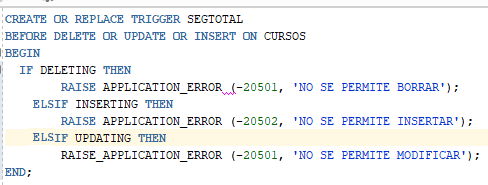 CREATE OR REPLACE TRIGGER SEGTOTAL
BEFORE DELETE OR UPDATE OR INSERT ON CURSOS
BEGIN
IF DELETING THEN
RAISE APPLICATION_ERROR (-20501, 'NO SE PERMITE BORRAR');
ELSIF INSERTING THEN
RAISE APPLICATION_ERROR (-20502, 'NO SE PERMITE INSERTAR');
ELSIF UPDATING THEN
RAISE_APPLICATION_ERROR (-20501, 'NO SE PERMITE MODIFICAR');
END;